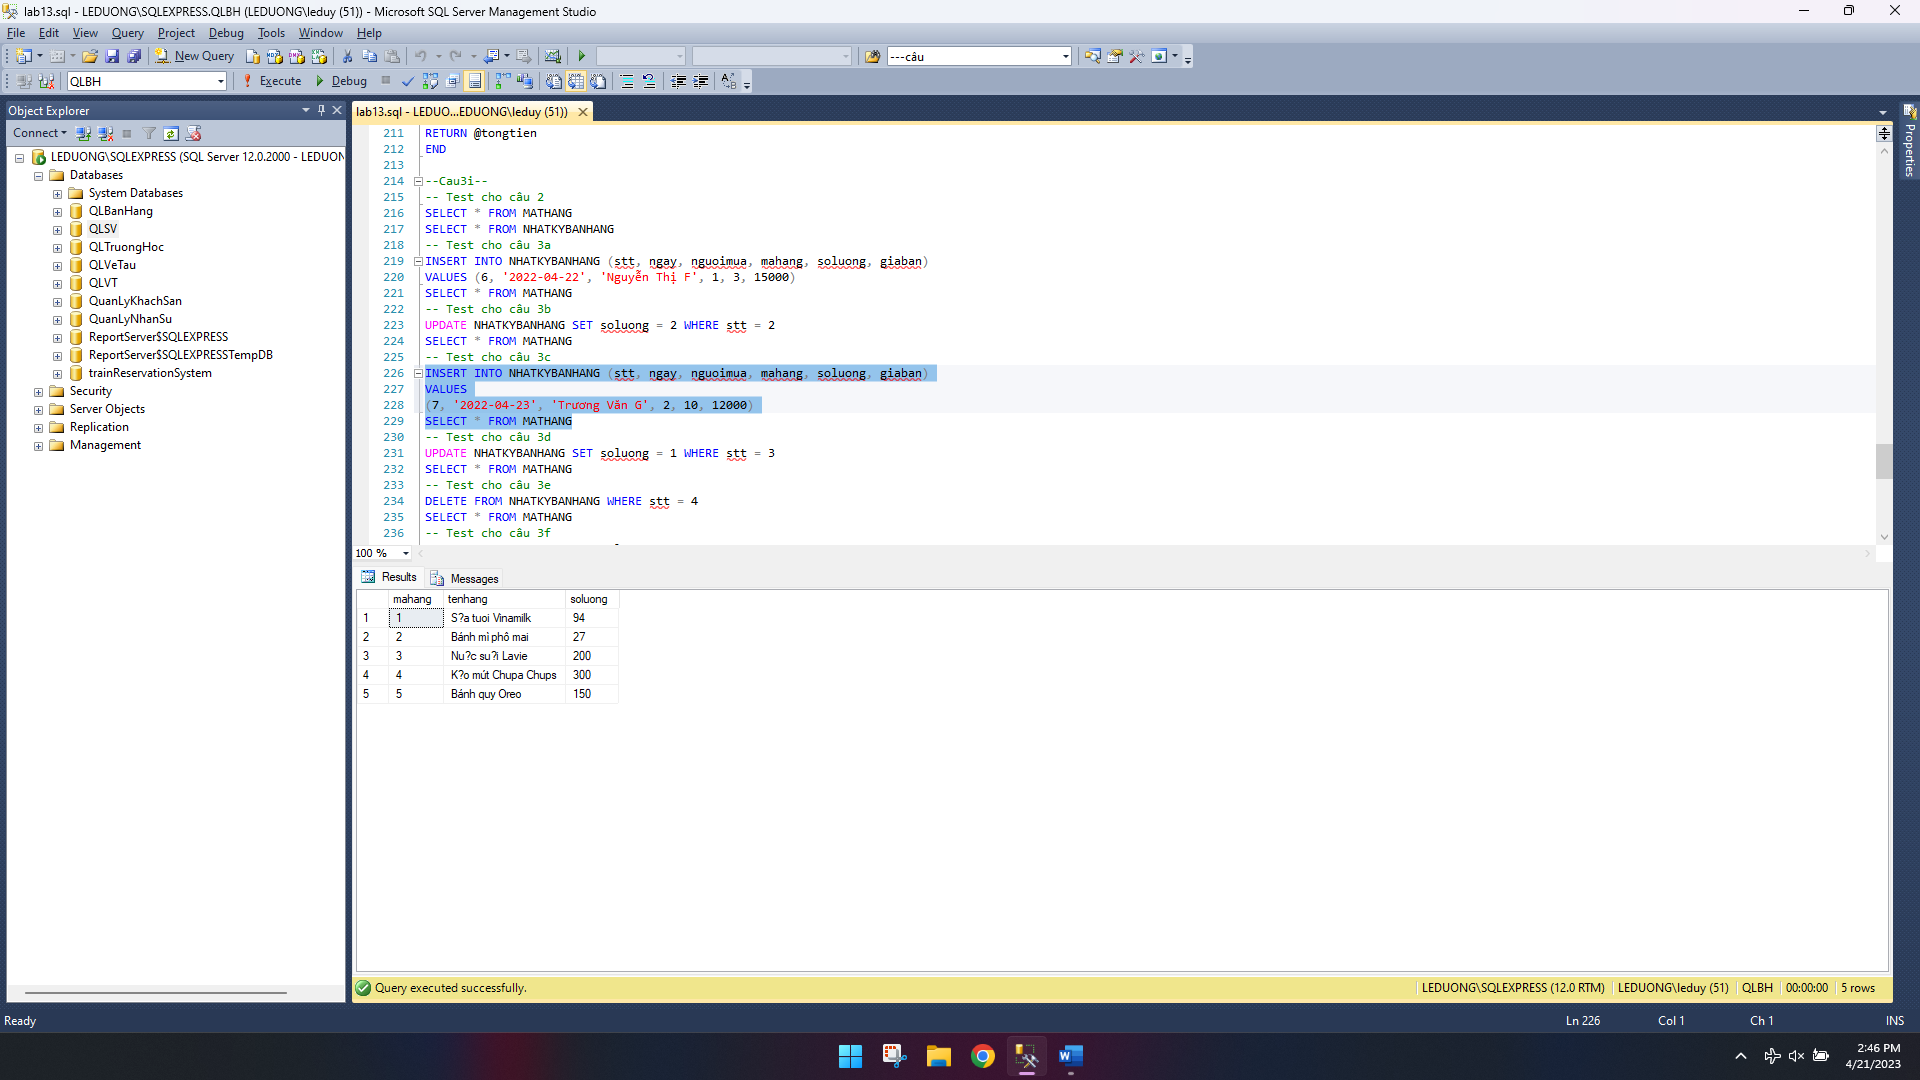 lab13.sql - LEDUONG\SQLEXPRESS.QLBH (LEDUONG\leduy (51)) - Microsoft SQL Server Management Studio
File Edit View Query Project Debug Tools Window Help
New Query ---câu
QLBH Execute Debug
Object Explorer
Connect
LEDUONG\SQLEXPRESS (SQL Server 12.0.2000 - LEDUON
Databases
System Databases
QLBanHang
QLSV
QLTruongHoc
QLVeTau
QLVT
QuanLyKhachSan
QuanLyNhanSu
ReportServer$SQLEXPRESS
ReportServer$SQLEXPRESSTempDB
trainReservationSystem
Security
Server Objects
Replication
Management
lab13.sql - LEDUO...EDUONG\leduy (51))
211 RETURN @tongtien
212 END
213
214 --Cau3i--
215 -- Test cho câu 2
216 SELECT * FROM MATHANG
217 SELECT * FROM NHATKYBANHANG
218 -- Test cho câu 3a
219 INSERT INTO NHATKYBANHANG (stt, ngay, nguoimua, mahang, soluong, giaban)
220 VALUES (6, '2022-04-22', 'Nguyễn Thị F', 1, 3, 15000)
221 SELECT * FROM MATHANG
222 -- Test cho câu 3b
223 UPDATE NHATKYBANHANG SET soluong = 2 WHERE stt = 2
224 SELECT * FROM MATHANG
225 -- Test cho câu 3c
226 INSERT INTO NHATKYBANHANG (stt, ngay, nguoimua, mahang, soluong, giaban)
227 VALUES
228 (7, '2022-04-23', 'Trương Văn G', 2, 10, 12000)
229 SELECT * FROM MATHANG
230 -- Test cho câu 3d
231 UPDATE NHATKYBANHANG SET soluong = 1 WHERE stt = 3
232 SELECT * FROM MATHANG
233 -- Test cho câu 3e
234 DELETE FROM NHATKYBANHANG WHERE stt = 4
235 SELECT * FROM MATHANG
236 -- Test cho câu 3f
100 %
Results Messages
mahang tenhang soluong
1 1 S?a tuoi Vinamilk 94
2 2 Bánh mì phô mai 27
3 3 Nu?c su?i Lavie 200
4 4 K?o mút Chupa Chups 300
5 5 Bánh quy Oreo 150
Query executed successfully. LEDUONG\SQLEXPRESS (12.0 RTM) LEDUONG\leduy (51) QLBH 00:00:00 5 rows
Properties
Ready Ln 226 Col 1 Ch 1 INS
2:46 PM
4/21/2023